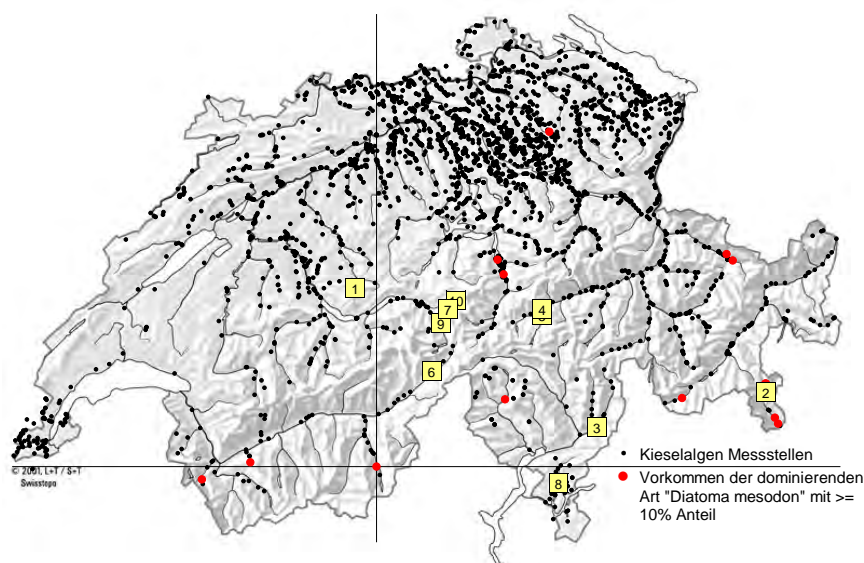 1
10
7
9
4
6
2
3
8
Kieselalgen Messstellen
Vorkommen der dominierenden
Art "Diatoma mesodon" mit >=
10% Anteil
© 2001, L+T / S+T
Swisstopo